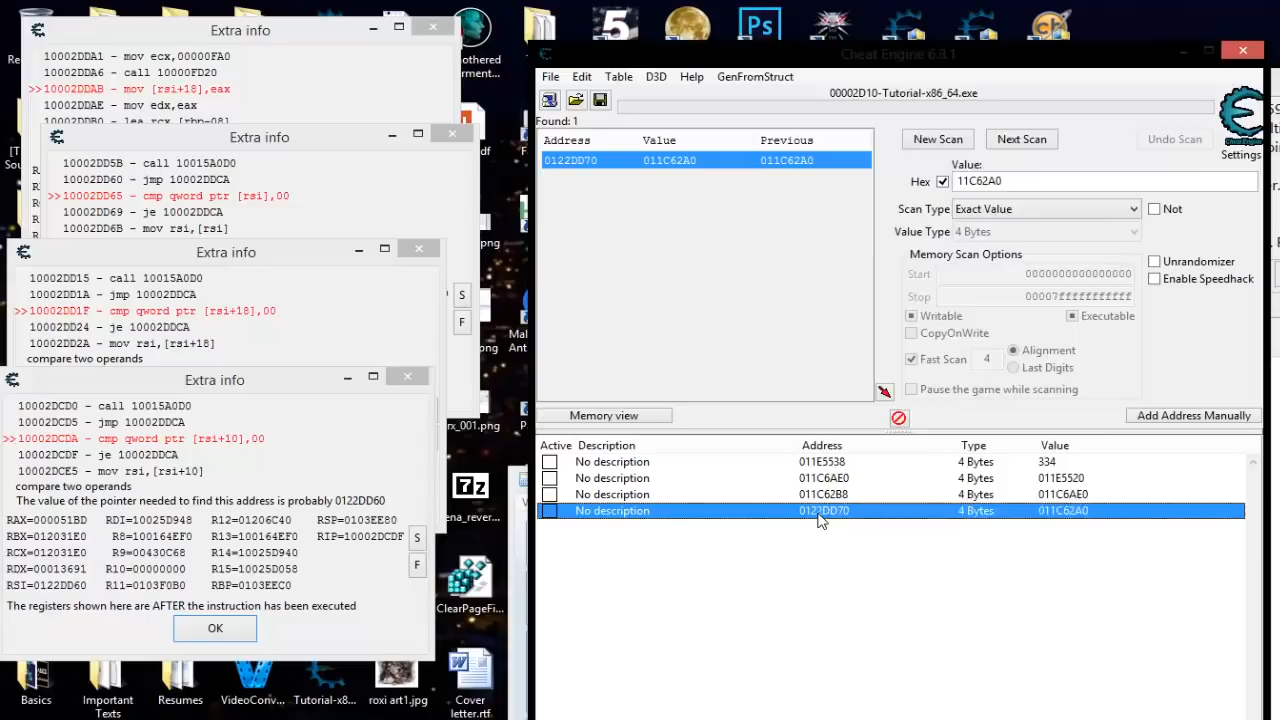 Extra info
10002DDA1 - mov ecx,00000FA0
10002DDA6 - call 10000FD20
>>10002DDAB - mov [rsi+18],eax
10002DDAE - mov edx,eax
10002DDB0 - lea rcx,[rbp-08]
Extra info
10002DD5B - call 10015A0D0
10002DD60 - jmp 10002DDCA
>>10002DD65 - cmp qword ptr [rsi],00
10002DD69 - je 10002DDCA
10002DD6B - mov rsi,[rsi]
Extra info
10002DD15 - call 10015A0D0
10002DD1A - jmp 10002DDCA
>>10002DD1F - cmp qword ptr [rsi+18],00
10002DD24 - je 10002DDCA
10002DD2A - mov rsi,[rsi+18]
compare two operands
S
F
Extra info
10002DCD0 - call 10015A0D0
10002DCD5 - jmp 10002DDCA
>>10002DCDA - cmp qword ptr [rsi+10],00
10002DCDF - je 10002DDCA
10002DCE5 - mov rsi,[rsi+10]
compare two operands
The value of the pointer needed to find this address is probably 0122DD60
RAX=000051BD RDI=10025D948 R12=01206C40 RSP=0103EE80
RBX=012031E0 R8=100164EF0 R13=100164EF0 RIP=10002DCDF
RCX=012031E0 R9=00430C68 R14=10025D940
RDX=00013691 R10=00000000 R15=10025D058
RSI=0122DD60 R11=0103F0B0 RBP=0103EEC0
S
F
The registers shown here are AFTER the instruction has been executed
OK
Cheat Engine 6.8.1
File Edit Table D3D Help GenFromStruct
00002D10-Tutorial-x86_64.exe
Found: 1
Address Value Previous
0122DD70 011C62A0 011C62A0
New Scan Next Scan Undo Scan
Settings
Value:
Hex 11C62A0
Scan Type Exact Value Not
Value Type 4 Bytes
Memory Scan Options
Start 0000000000000000
Stop 00007fffffffffff
Writable Executable
CopyOnWrite
Fast Scan 4 Alignment
Last Digits
Pause the game while scanning
Unrandomizer
Enable Speedhack
Memory view
Add Address Manually
Active Description Address Type Value
No description 011E5538 4 Bytes 334
No description 011C6AE0 4 Bytes 011E5520
No description 011C62B8 4 Bytes 011C6AE0
No description 0122DD70 4 Bytes 011C62A0
Ps
5
7z
ClearPageFi...
Basics
Important Texts
Resumes
VideoConv...
Tutorial-x8...
roxi art1.jpg
Cover letter.rtf